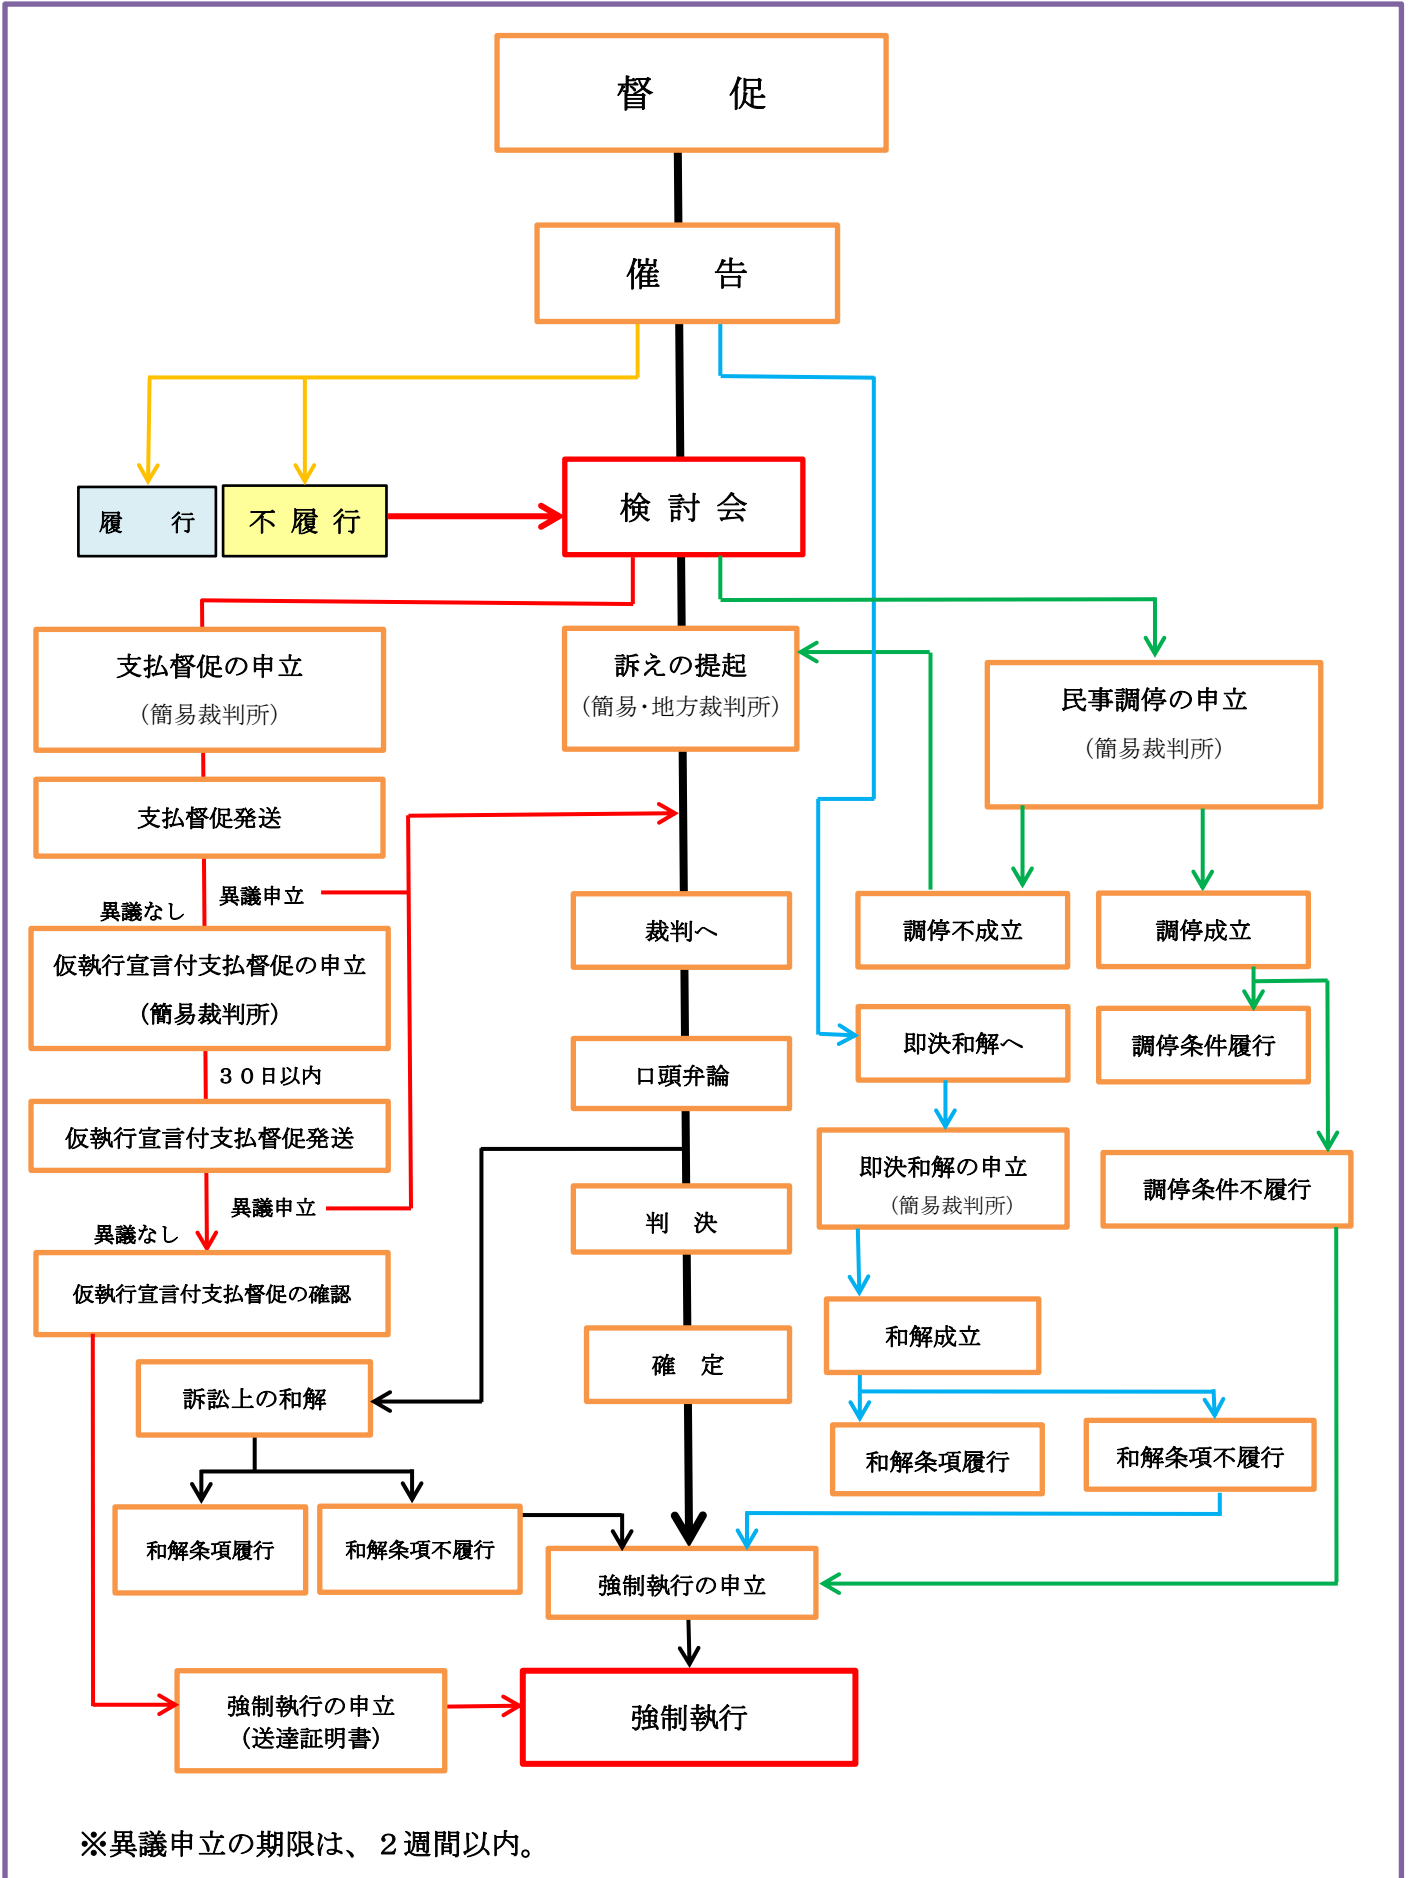 督　　促
催　　告
検 討 会
履　　行
不 履 行
支払督促の申立
（簡易裁判所）
訴えの提起
（簡易・地方裁判所）
民事調停の申立
（簡易裁判所）
支払督促発送
異議申立
異議なし
裁判へ
調停不成立
調停成立
仮執行宣言付支払督促の申立
（簡易裁判所）
即決和解へ
調停条件履行
３０日以内
口頭弁論
仮執行宣言付支払督促発送
即決和解の申立
（簡易裁判所）
調停条件不履行
異議申立
異議なし
判　決
仮執行宣言付支払督促の確認
和解成立
確　定
訴訟上の和解
和解条項履行
和解条項不履行
和解条項履行
和解条項不履行
強制執行の申立
強制執行の申立
（送達証明書）
強制執行
※異議申立の期限は、２週間以内。